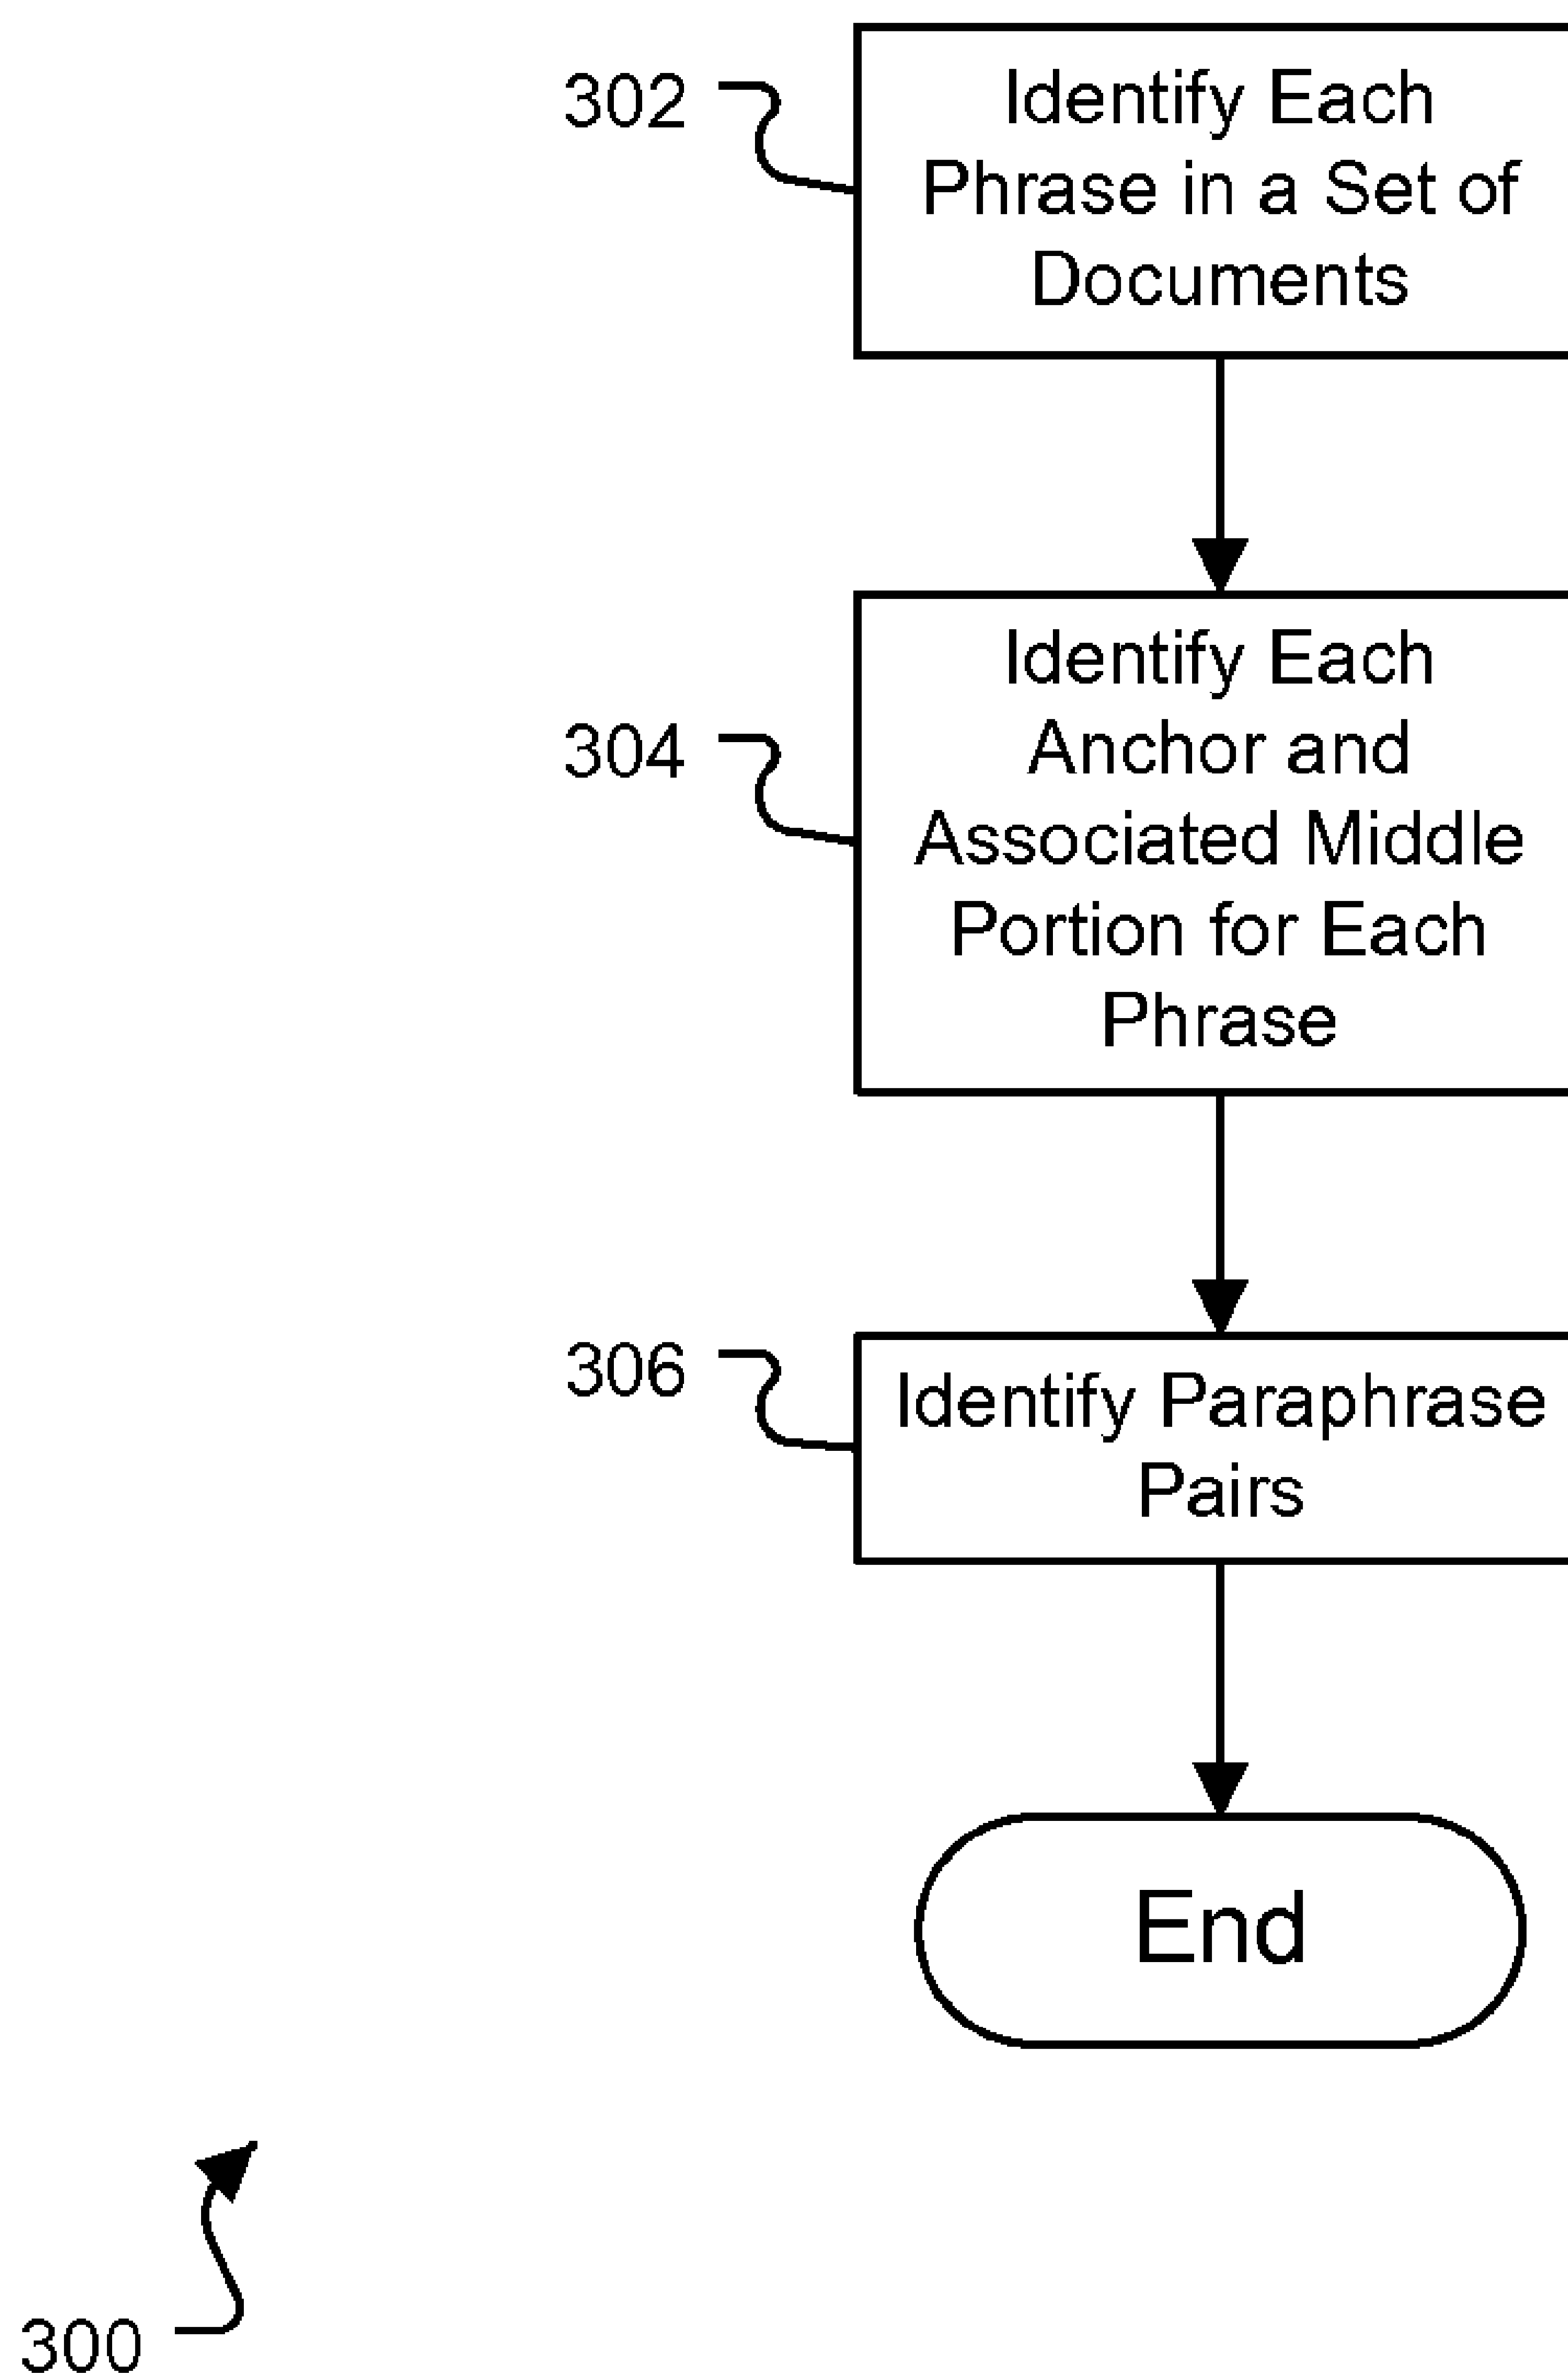 302
Identify Each
Phrase in a Set of
Documents
304
Identify Each
Anchor and
Associated Middle
Portion for Each
Phrase
306
Identify Paraphrase
Pairs
End
300